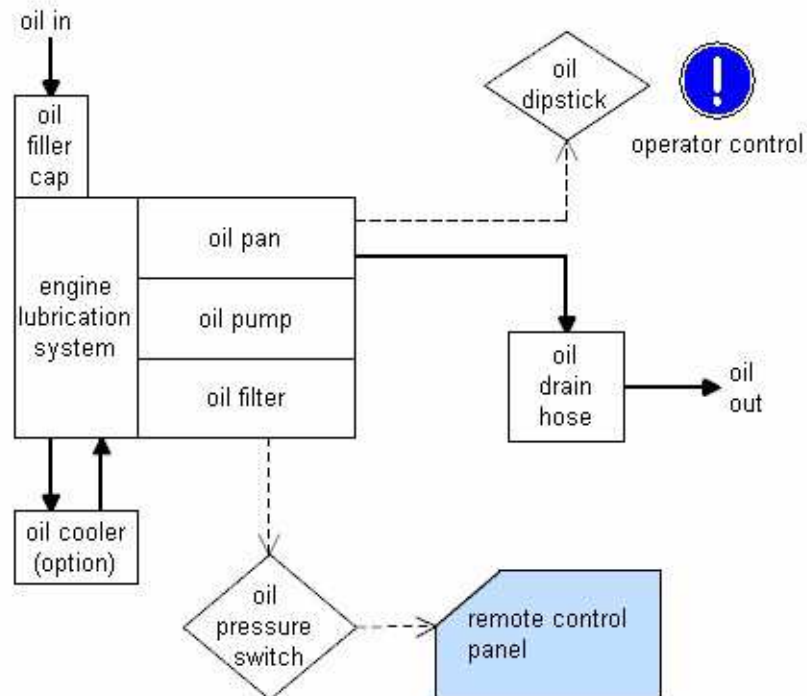 oil in
oil
filler
cap
oil
dipstick
operator control
engine
lubrication
system
oil pan
oil pump
oil filter
oil
drain
hose
oil
out
oil cooler
(option)
oil
pressure
switch
remote control
panel